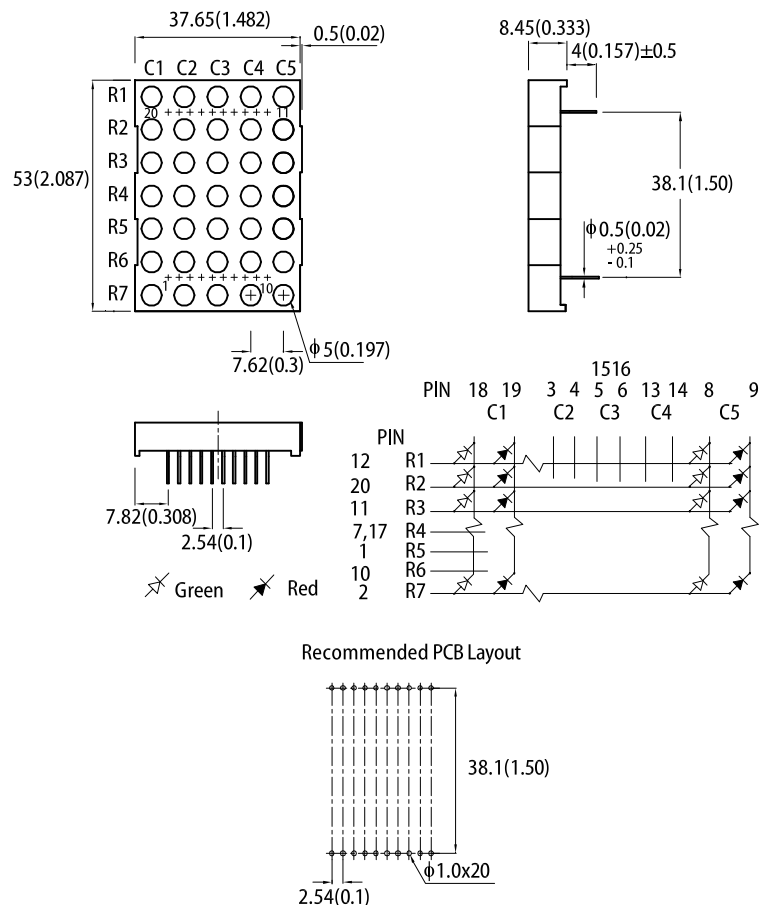 37.65(1.482)
0.5(0.02)
C1 C2 C3 C4 C5
R1
20 11
R2
R3
53(2.087)
R4
R5
R6
1 10
R7
ϕ5(0.197)
7.62(0.3)
8.45(0.333)
4(0.157)±0.5
38.1(1.50)
ϕ0.5(0.02)
+0.25
- 0.1
7.82(0.308)
2.54(0.1)
Green Red
1516
PIN 18 19 3 4 5 6 13 14 8 9
C1 C2 C3 C4 C5
PIN
12 R1
20 R2
11 R3
7,17 R4
1 R5
10 R6
2 R7
Recommended PCB Layout
38.1(1.50)
ϕ1.0x20
2.54(0.1)